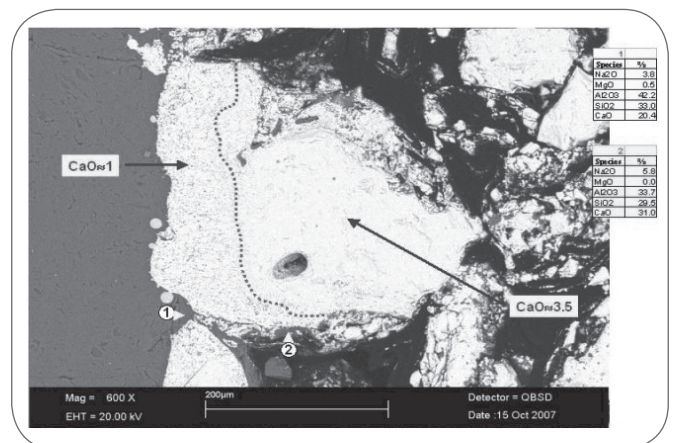 1
Species %
Na2O 3.8
MgO 0.5
Al2O3 42.2
SiO2 33.0
CaO 20.4
2
Species %
Na2O 5.8
MgO 0.0
Al2O3 33.7
SiO2 29.5
CaO 31.0
CaO≈1
CaO≈3.5
1
2
Mag = 600 X
200µm
Detector = QBSD
EHT = 20.00 kV
Date :15 Oct 2007